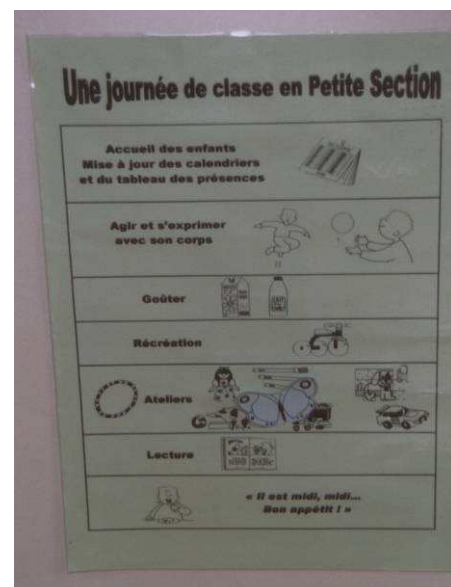 Une journée de classe en Petite Section
Accueil des enfants
Mise à jour des calendriers
et du tableau des présences
Agir et s'exprimer
avec son corps
Goûter
Récréation
Ateliers
Lecture
« Il est midi, midi...
Bon appétit ! »